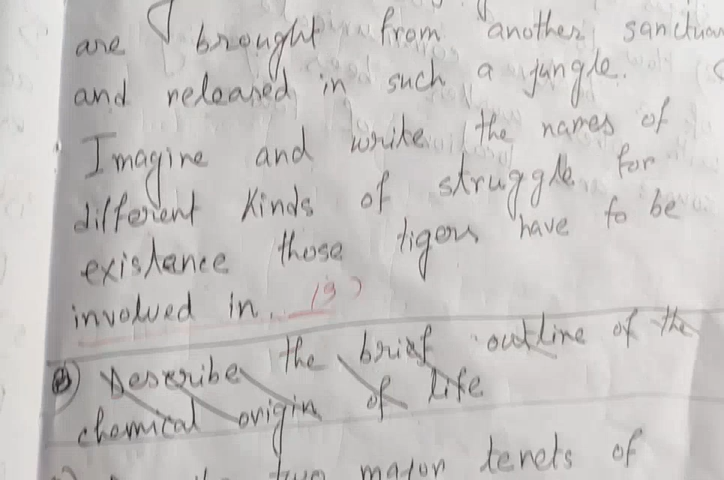 are brought from another sanctuar
and released in such a jungle.
Imagine and write the names of
different kinds of struggle for
existance those tigers have to be
involved in. (3)
Describe the brief outline of the
chemical origin of life
two major tenets of